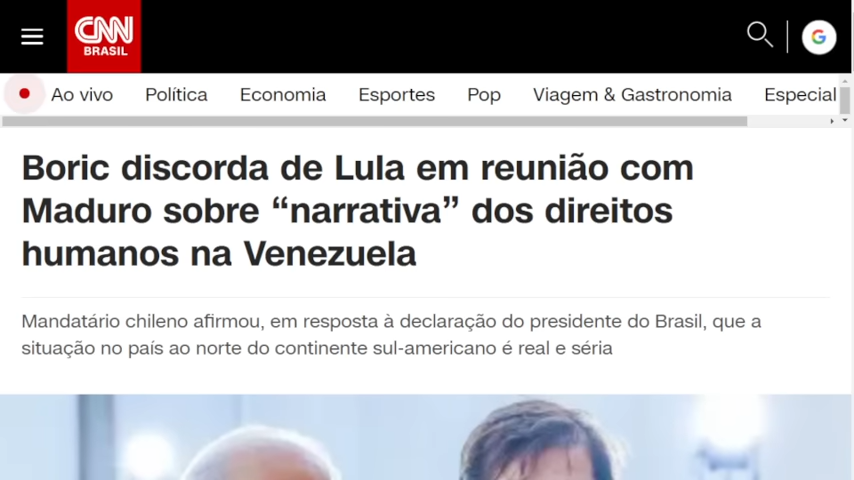 CNN
BRASIL
Ao vivo Política Economia Esportes Pop Viagem & Gastronomia Especial
Boric discorda de Lula em reunião com
Maduro sobre “narrativa” dos direitos
humanos na Venezuela
Mandatário chileno afirmou, em resposta à declaração do presidente do Brasil, que a
situação no país ao norte do continente sul-americano é real e séria